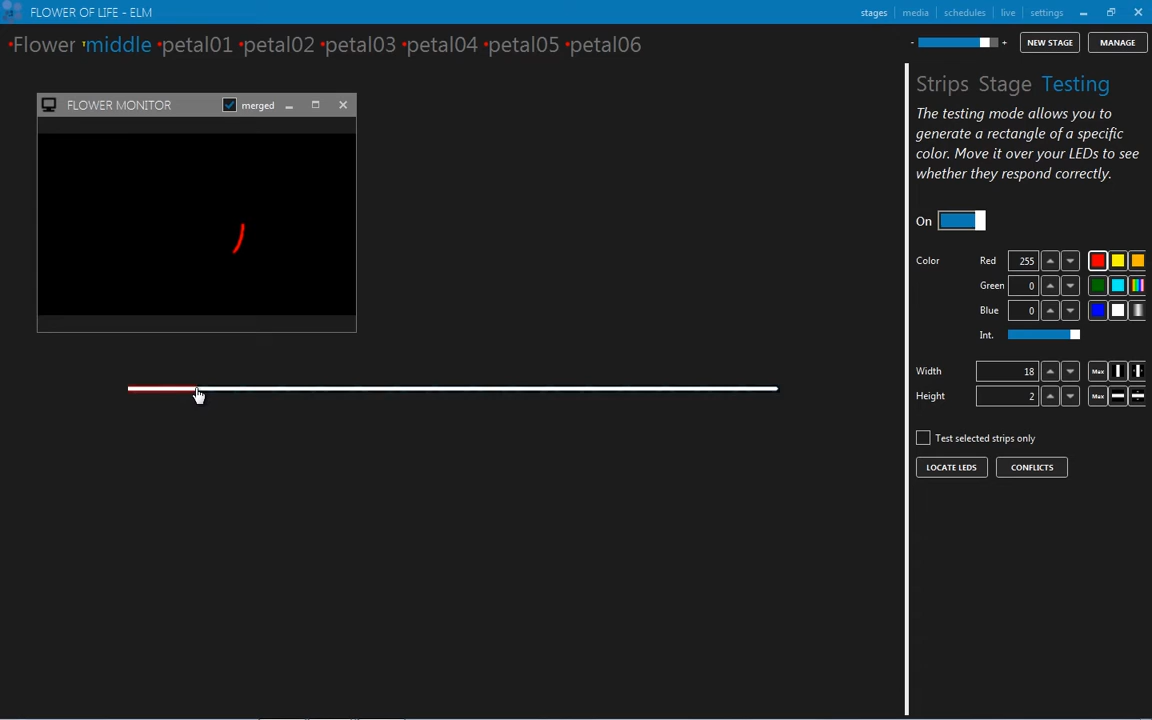 FLOWER OF LIFE - ELM
stages media schedules live settings
Flower middle petal01 petal02 petal03 petal04 petal05 petal06
- + NEW STAGE MANAGE
FLOWER MONITOR merged
Strips Stage Testing
The testing mode allows you to
generate a rectangle of a specific
color. Move it over your LEDs to see
whether they respond correctly.
On
Color Red 255
Green 0
Blue 0
Int.
Width 18 Max
Height 2 Max
Test selected strips only
LOCATE LEDS CONFLICTS